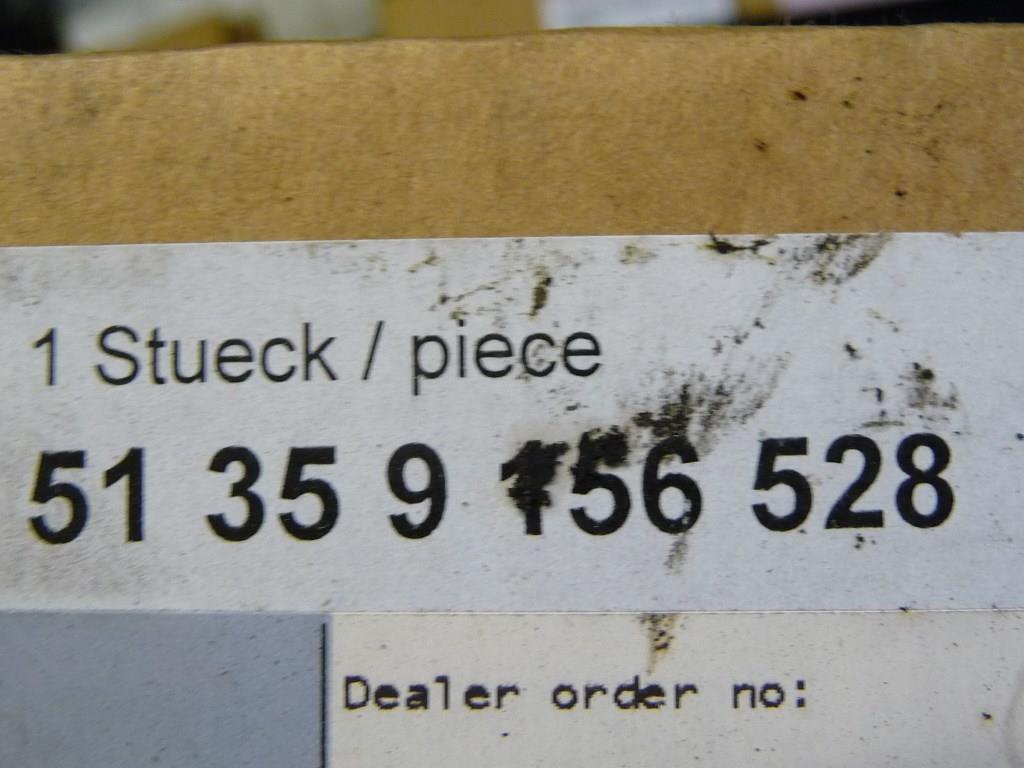 1 Stueck / piece
51 35 9 156 528
Dealer order no: